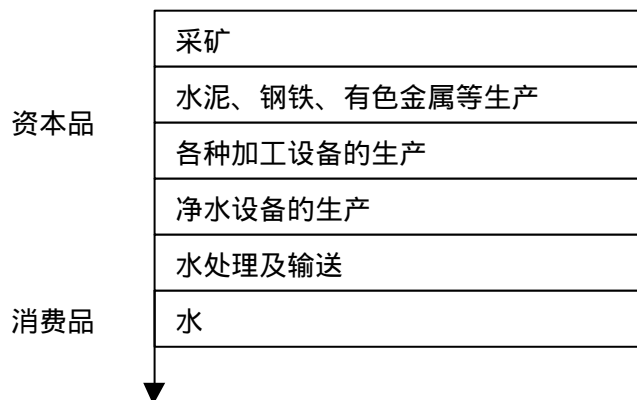 采矿
水泥、钢铁、有色金属等生产
资本品
各种加工设备的生产
净水设备的生产
水处理及输送
消费品
水